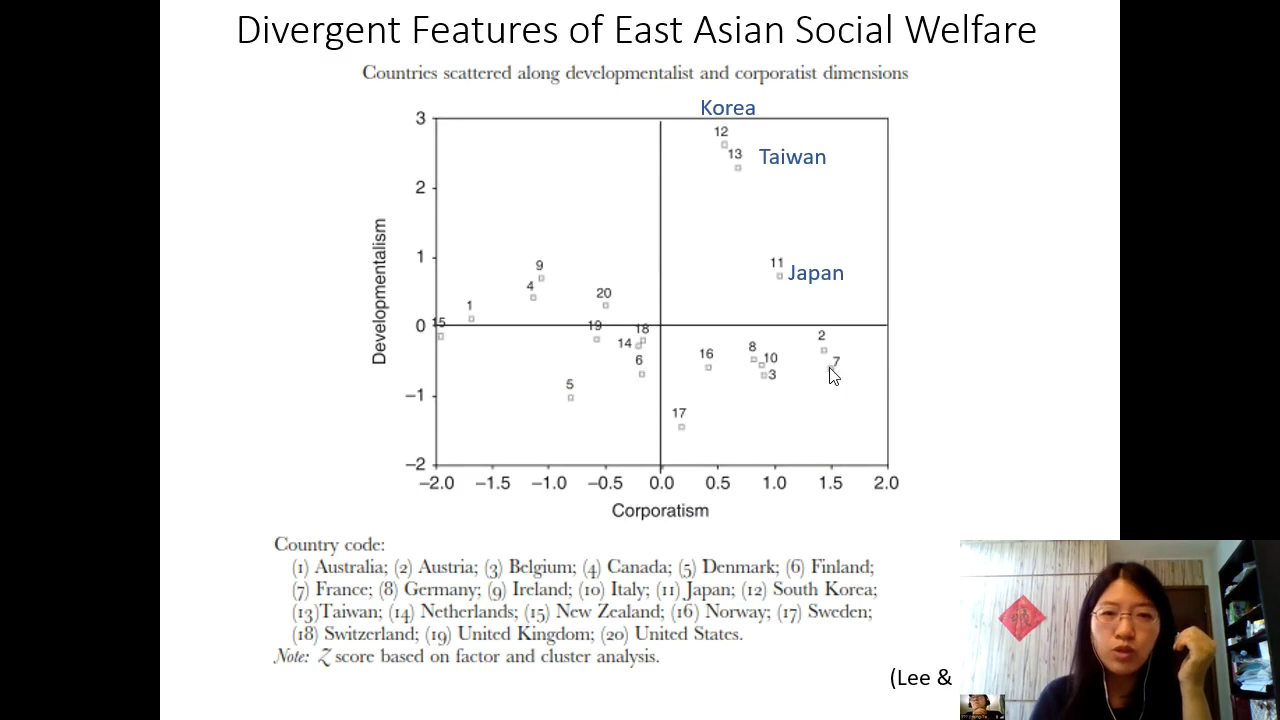 Divergent Features of East Asian Social Welfare
Countries scattered along developmentalist and corporatist dimensions
Korea
3
12
13
Taiwan
2
1
9
11
Japan
4
20
1
0
15
19
18
2
14
8
7
6
16
10
3
5
−1
17
−2
−2.0 −1.5 −1.0 −0.5 0.0 0.5 1.0 1.5 2.0
Developmentalism
Corporatism
Country code:
(1) Australia; (2) Austria; (3) Belgium; (4) Canada; (5) Denmark; (6) Finland;
(7) France; (8) Germany; (9) Ireland; (10) Italy; (11) Japan; (12) South Korea;
(13)Taiwan; (14) Netherlands; (15) New Zealand; (16) Norway; (17) Sweden;
(18) Switzerland; (19) United Kingdom; (20) United States.
Note: Z score based on factor and cluster analysis.
(Lee &